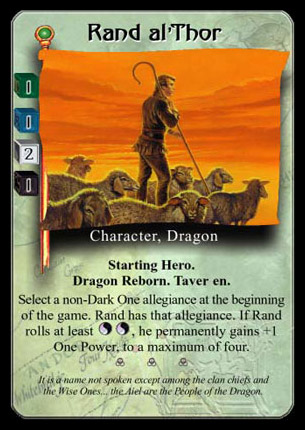 Rand al'Thor
1
1
2
1
Character, Dragon
Starting Hero.
Dragon Reborn. Taver en.
Select a non-Dark One allegiance at the beginning
of the game. Rand has that allegiance. If Rand
rolls at least , he permanently gains +1
One Power, to a maximum of four.
It is a name not spoken except among the clan chiefs and
the Wise Ones... the Aiel are the People of the Dragon.